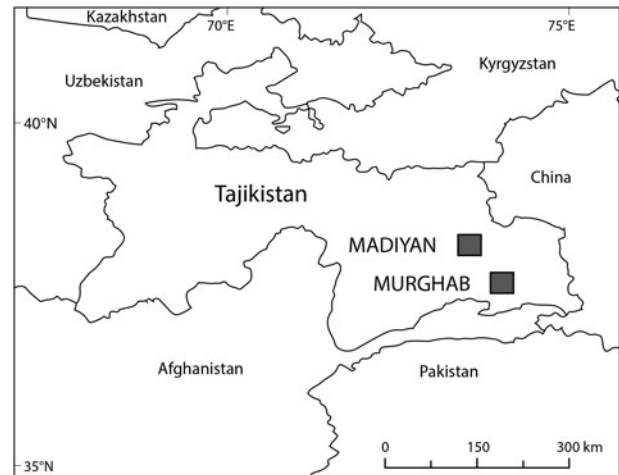 Kazakhstan
70°E
75°E
Uzbekistan
Kyrgyzstan
40°N
China
Tajikistan
MADIYAN
MURGHAB
Afghanistan
Pakistan
35°N
0 150 300 km